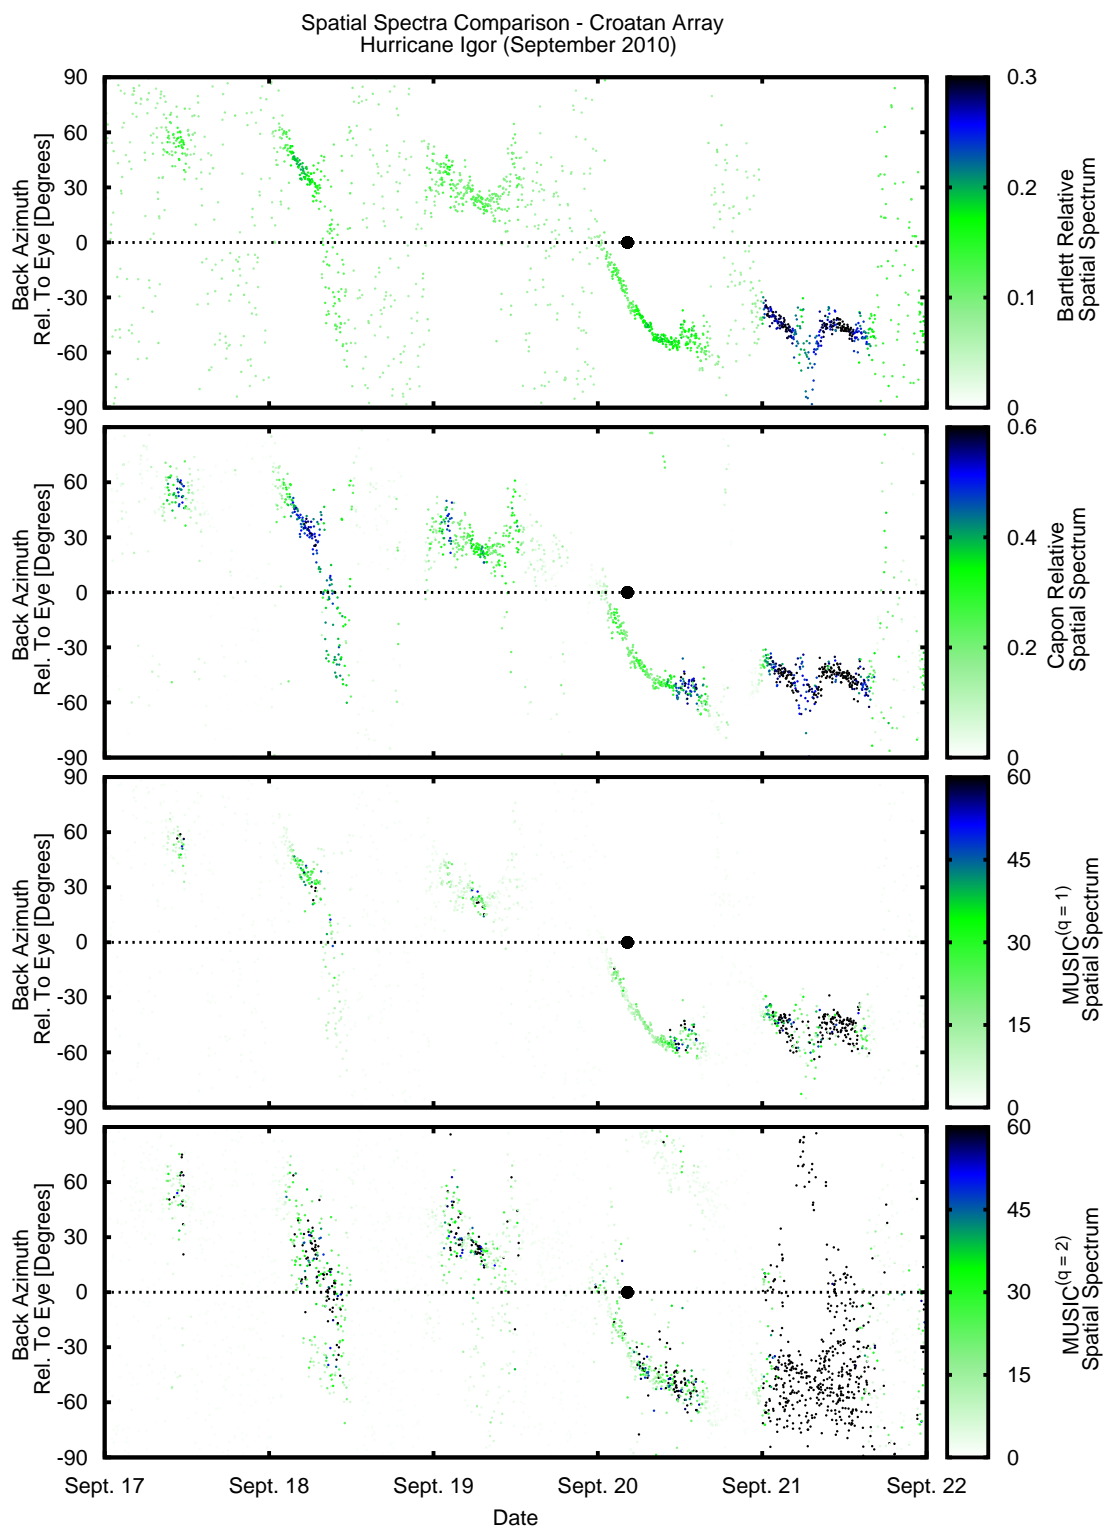 Spatial Spectra Comparison - Croatan Array
Hurricane Igor (September 2010)
90
60
30
0
-30
-60
-90
Back Azimuth
Rel. To Eye [Degrees]
0.3
0.2
0.1
0
Bartlett Relative
Spatial Spectrum
90
60
30
0
-30
-60
-90
Back Azimuth
Rel. To Eye [Degrees]
0.6
0.4
0.2
0
Capon Relative
Spatial Spectrum
90
60
30
0
-30
-60
-90
Back Azimuth
Rel. To Eye [Degrees]
60
45
30
15
0
MUSIC(q = 1)
Spatial Spectrum
90
60
30
0
-30
-60
-90
Back Azimuth
Rel. To Eye [Degrees]
60
45
30
15
0
MUSIC(q = 2)
Spatial Spectrum
Sept. 17 Sept. 18 Sept. 19 Sept. 20 Sept. 21 Sept. 22
Date